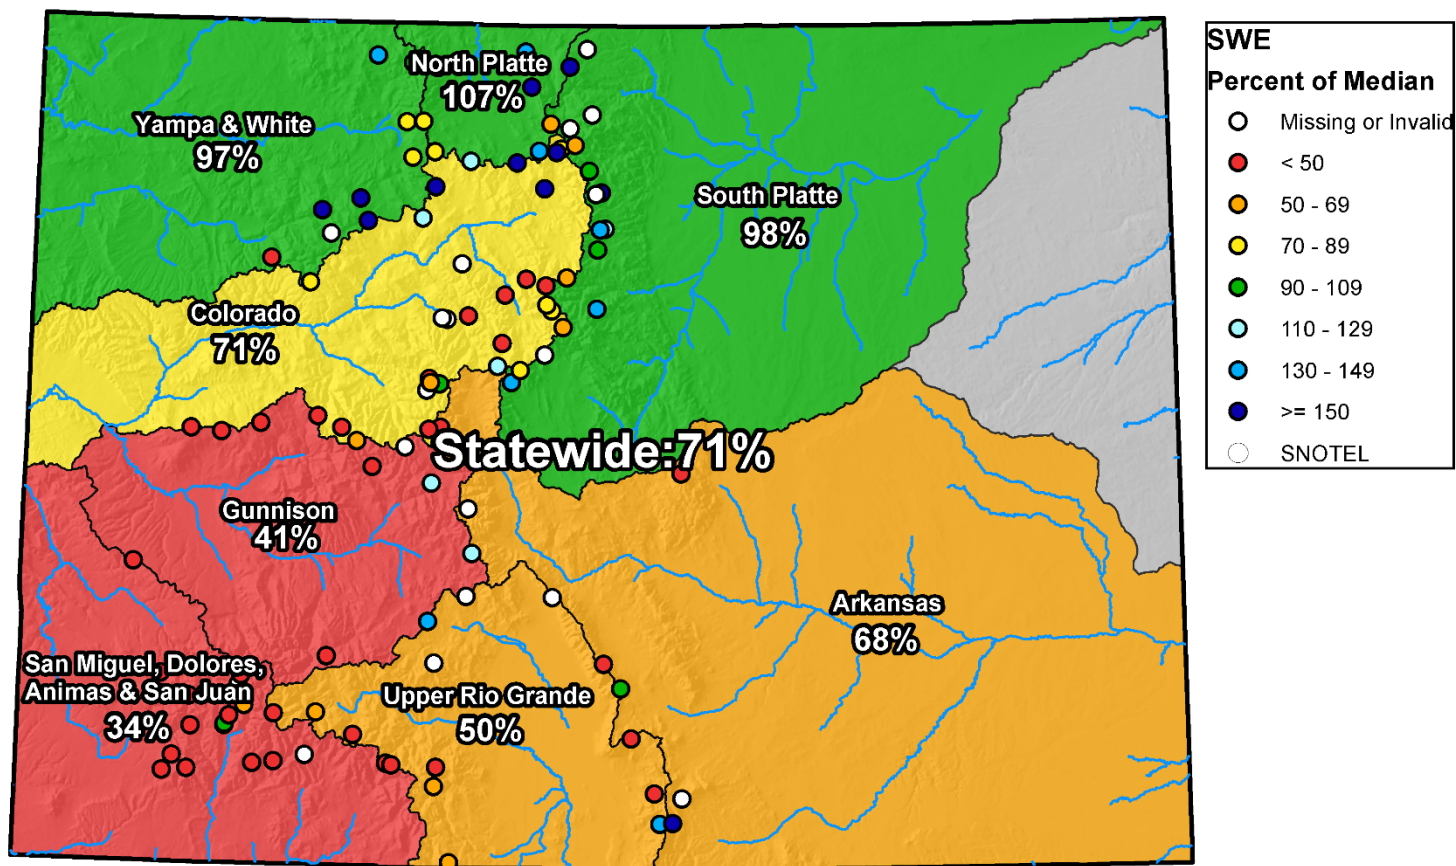 North Platte
107%
Yampa & White
97%
South Platte
98%
Colorado
71%
Statewide:71%
Gunnison
41%
Arkansas
68%
San Miguel, Dolores,
Animas & San Juan
34%
Upper Rio Grande
50%
SWE
Percent of Median
Missing or Invalid
< 50
50 - 69
70 - 89
90 - 109
110 - 129
130 - 149
>= 150
SNOTEL